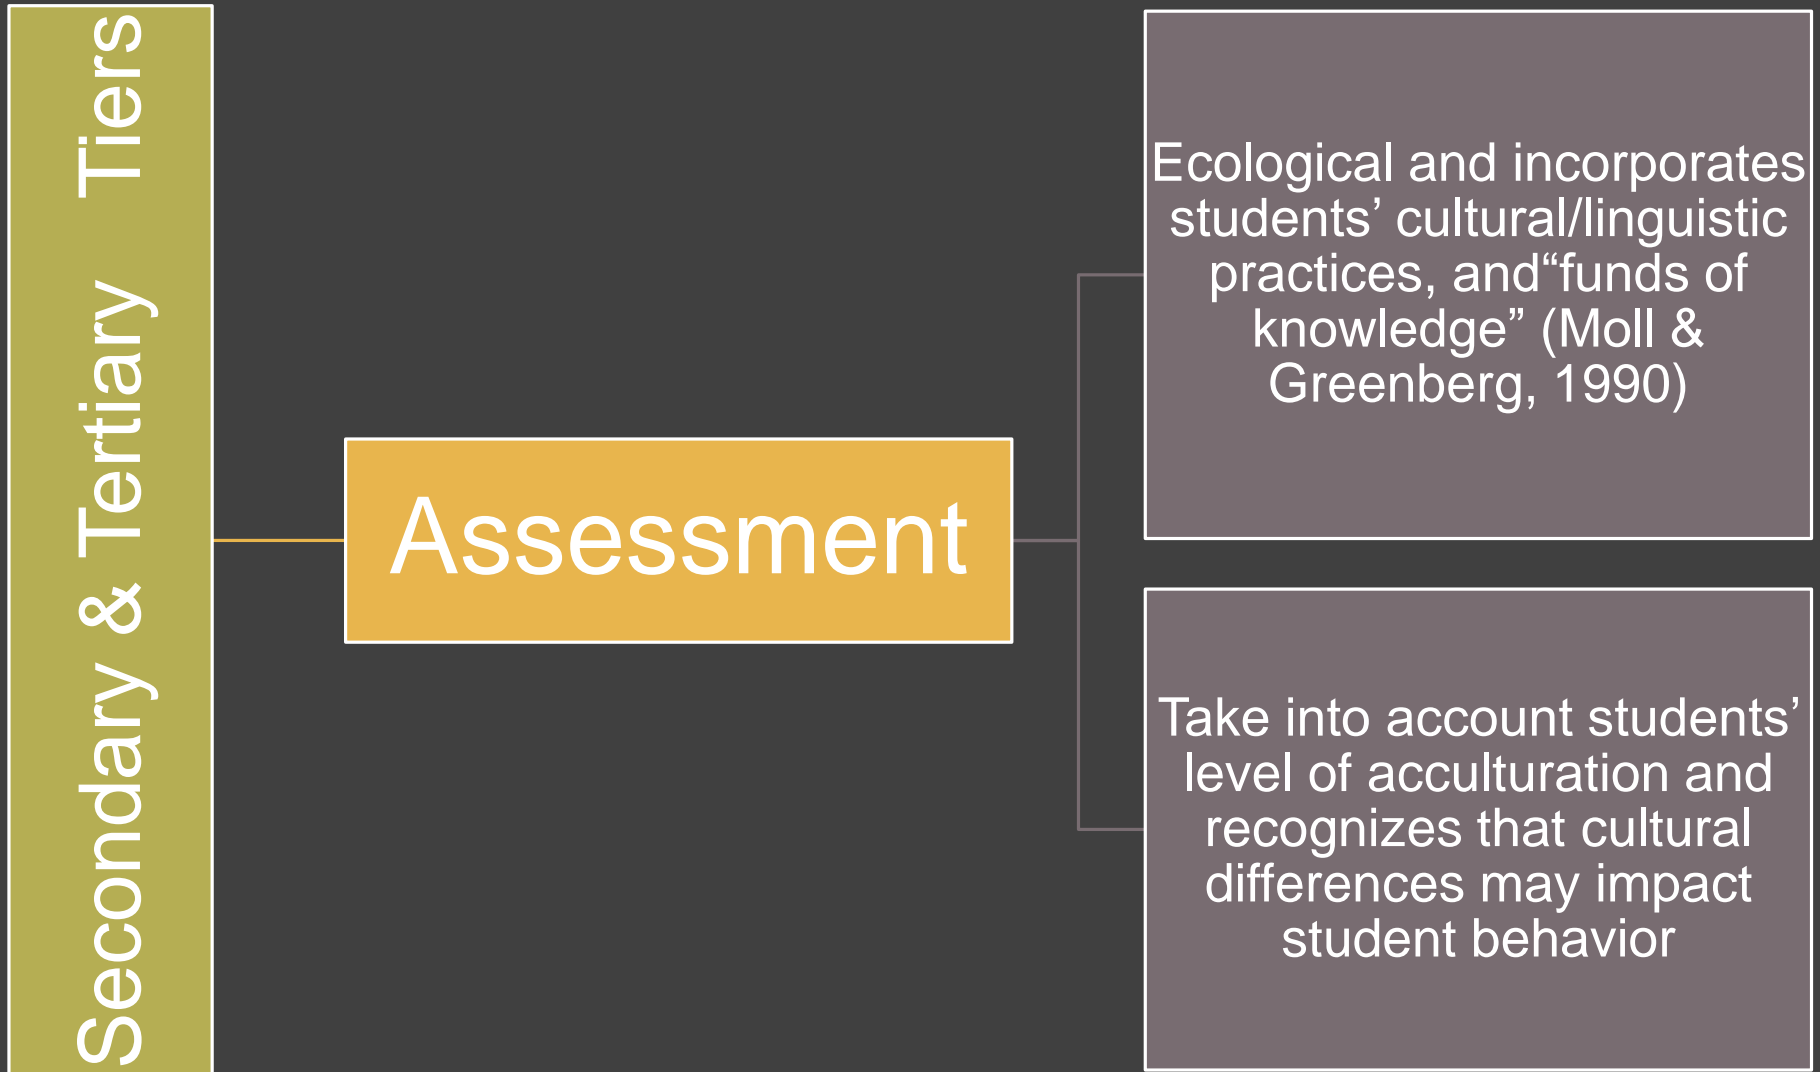 Secondary & Tertiary Tiers
Assessment
Ecological and incorporates
students’ cultural/linguistic
practices, and“funds of
knowledge” (Moll &
Greenberg, 1990)
Take into account students’
level of acculturation and
recognizes that cultural
differences may impact
student behavior